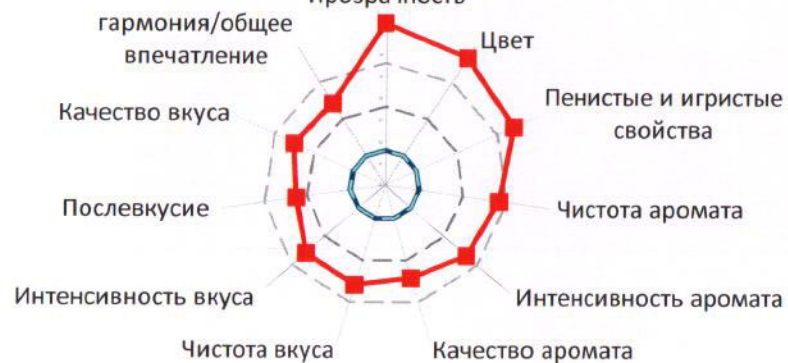 Прозрачность
Цвет
Пенистые и игристые
свойства
Чистота аромата
Интенсивность аромата
Качество аромата
Чистота вкуса
Интенсивность вкуса
Послевкусие
Качество вкуса
гармония/общее
впечатление